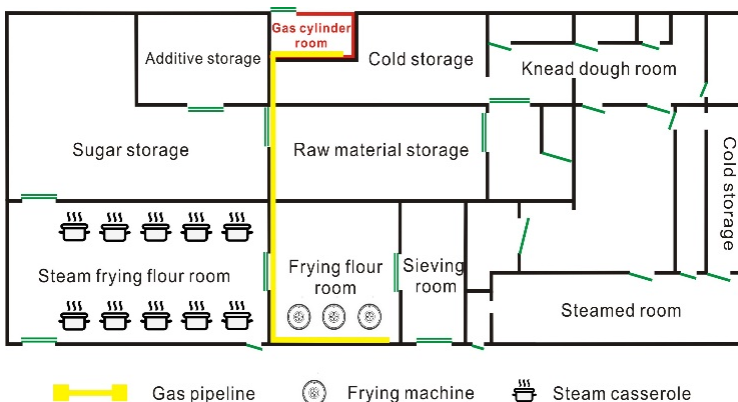 Gas cylinder
room
Additive storage
Cold storage
Knead dough room
Sugar storage
Raw material storage
Cold storage
Steam frying flour room
Frying flour
room
Sieving
room
Steamed room
Gas pipeline
Frying machine
Steam casserole